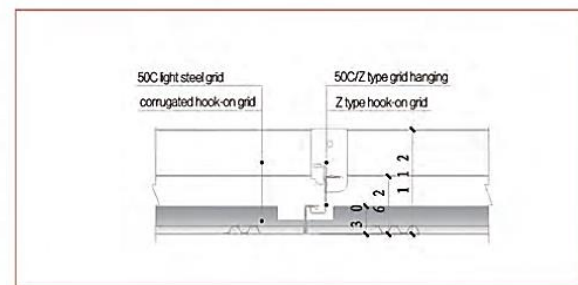 50C light steel grid
50C/Z type grid hanging
corrugated hook-on grid
Z type hook-on grid
112
62
30